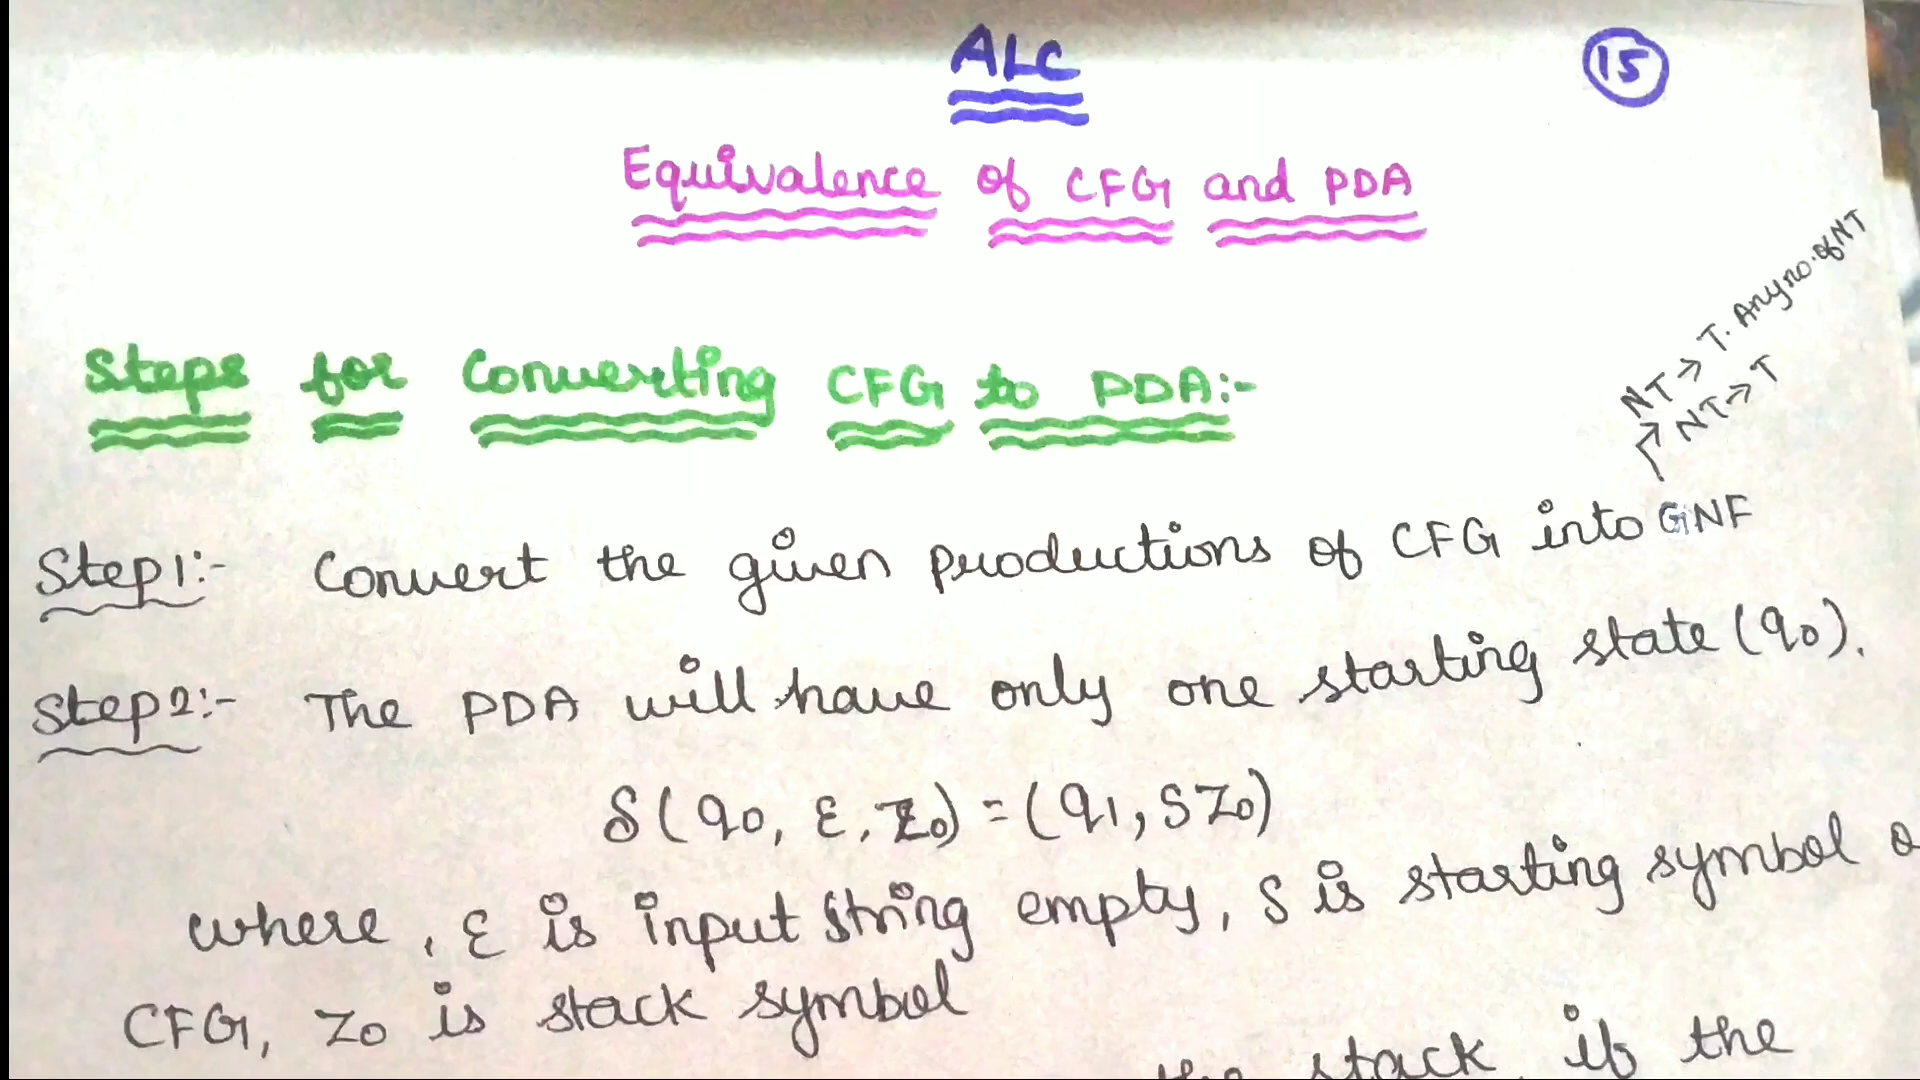 ALC
15
Equivalence of CFG and PDA
Steps for Converting CFG to PDA:-
NT → T. Any no. of NT
NT → T
Step1:- Convert the given productions of CFG into GNF
Step2:- The PDA will have only one starting state (q0).
δ(q0, ε, Z0) = (q1, SZ0)
where, ε is input string empty, S is starting symbol
CFG, Z0 is stack symbol
the stack, if the